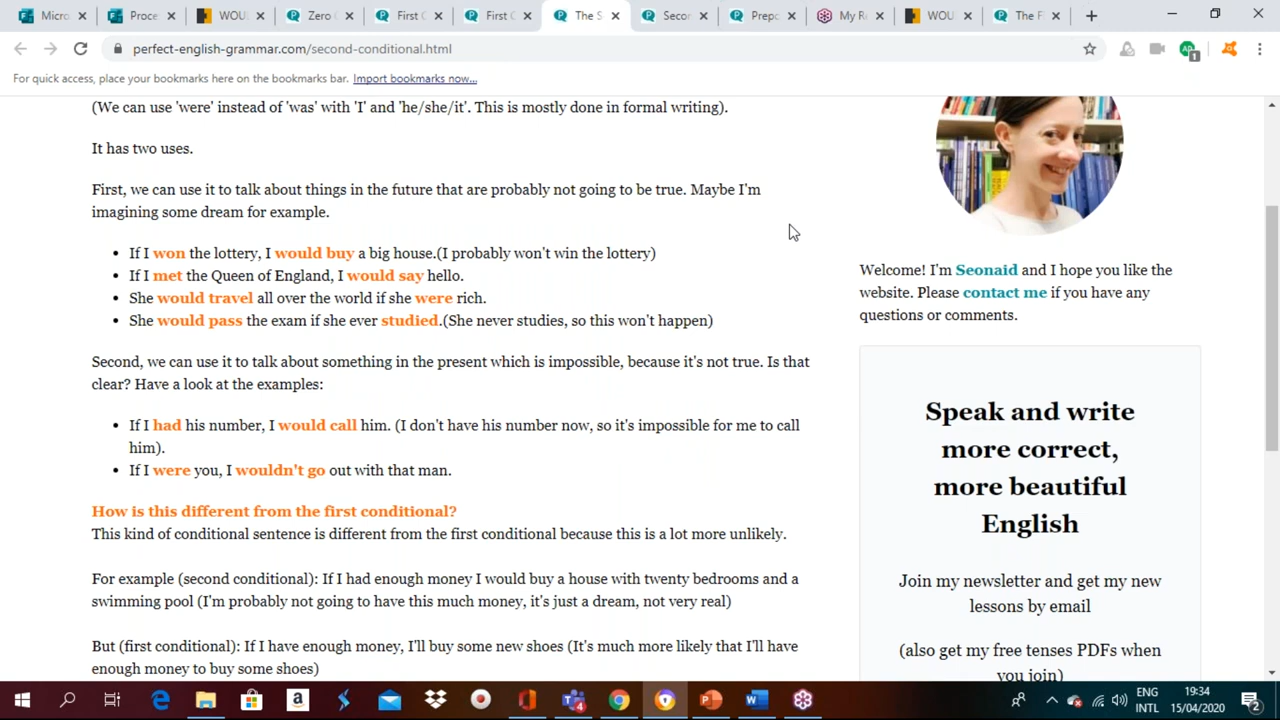 Micro
Proce
WOUL
Zero C
First C
First C
The S
Secor
Prepc
My Re
WOUL
The Fi
perfect-english-grammar.com/second-conditional.html
For quick access, place your bookmarks here on the bookmarks bar. Import bookmarks now...
(We can use 'were' instead of 'was' with 'I' and 'he/she/it'. This is mostly done in formal writing).
It has two uses.
First, we can use it to talk about things in the future that are probably not going to be true. Maybe I'm
imagining some dream for example.
• If I won the lottery, I would buy a big house.(I probably won't win the lottery)
• If I met the Queen of England, I would say hello.
• She would travel all over the world if she were rich.
• She would pass the exam if she ever studied.(She never studies, so this won't happen)
Second, we can use it to talk about something in the present which is impossible, because it's not true. Is that
clear? Have a look at the examples:
• If I had his number, I would call him. (I don't have his number now, so it's impossible for me to call
him).
• If I were you, I wouldn't go out with that man.
How is this different from the first conditional?
This kind of conditional sentence is different from the first conditional because this is a lot more unlikely.
For example (second conditional): If I had enough money I would buy a house with twenty bedrooms and a
swimming pool (I'm probably not going to have this much money, it's just a dream, not very real)
But (first conditional): If I have enough money, I'll buy some new shoes (It's much more likely that I'll have
enough money to buy some shoes)
Welcome! I'm Seonaid and I hope you like the
website. Please contact me if you have any
questions or comments.
Speak and write
more correct,
more beautiful
English
Join my newsletter and get my new
lessons by email
(also get my free tenses PDFs when
you join)
ENG
INTL
19:34
15/04/2020